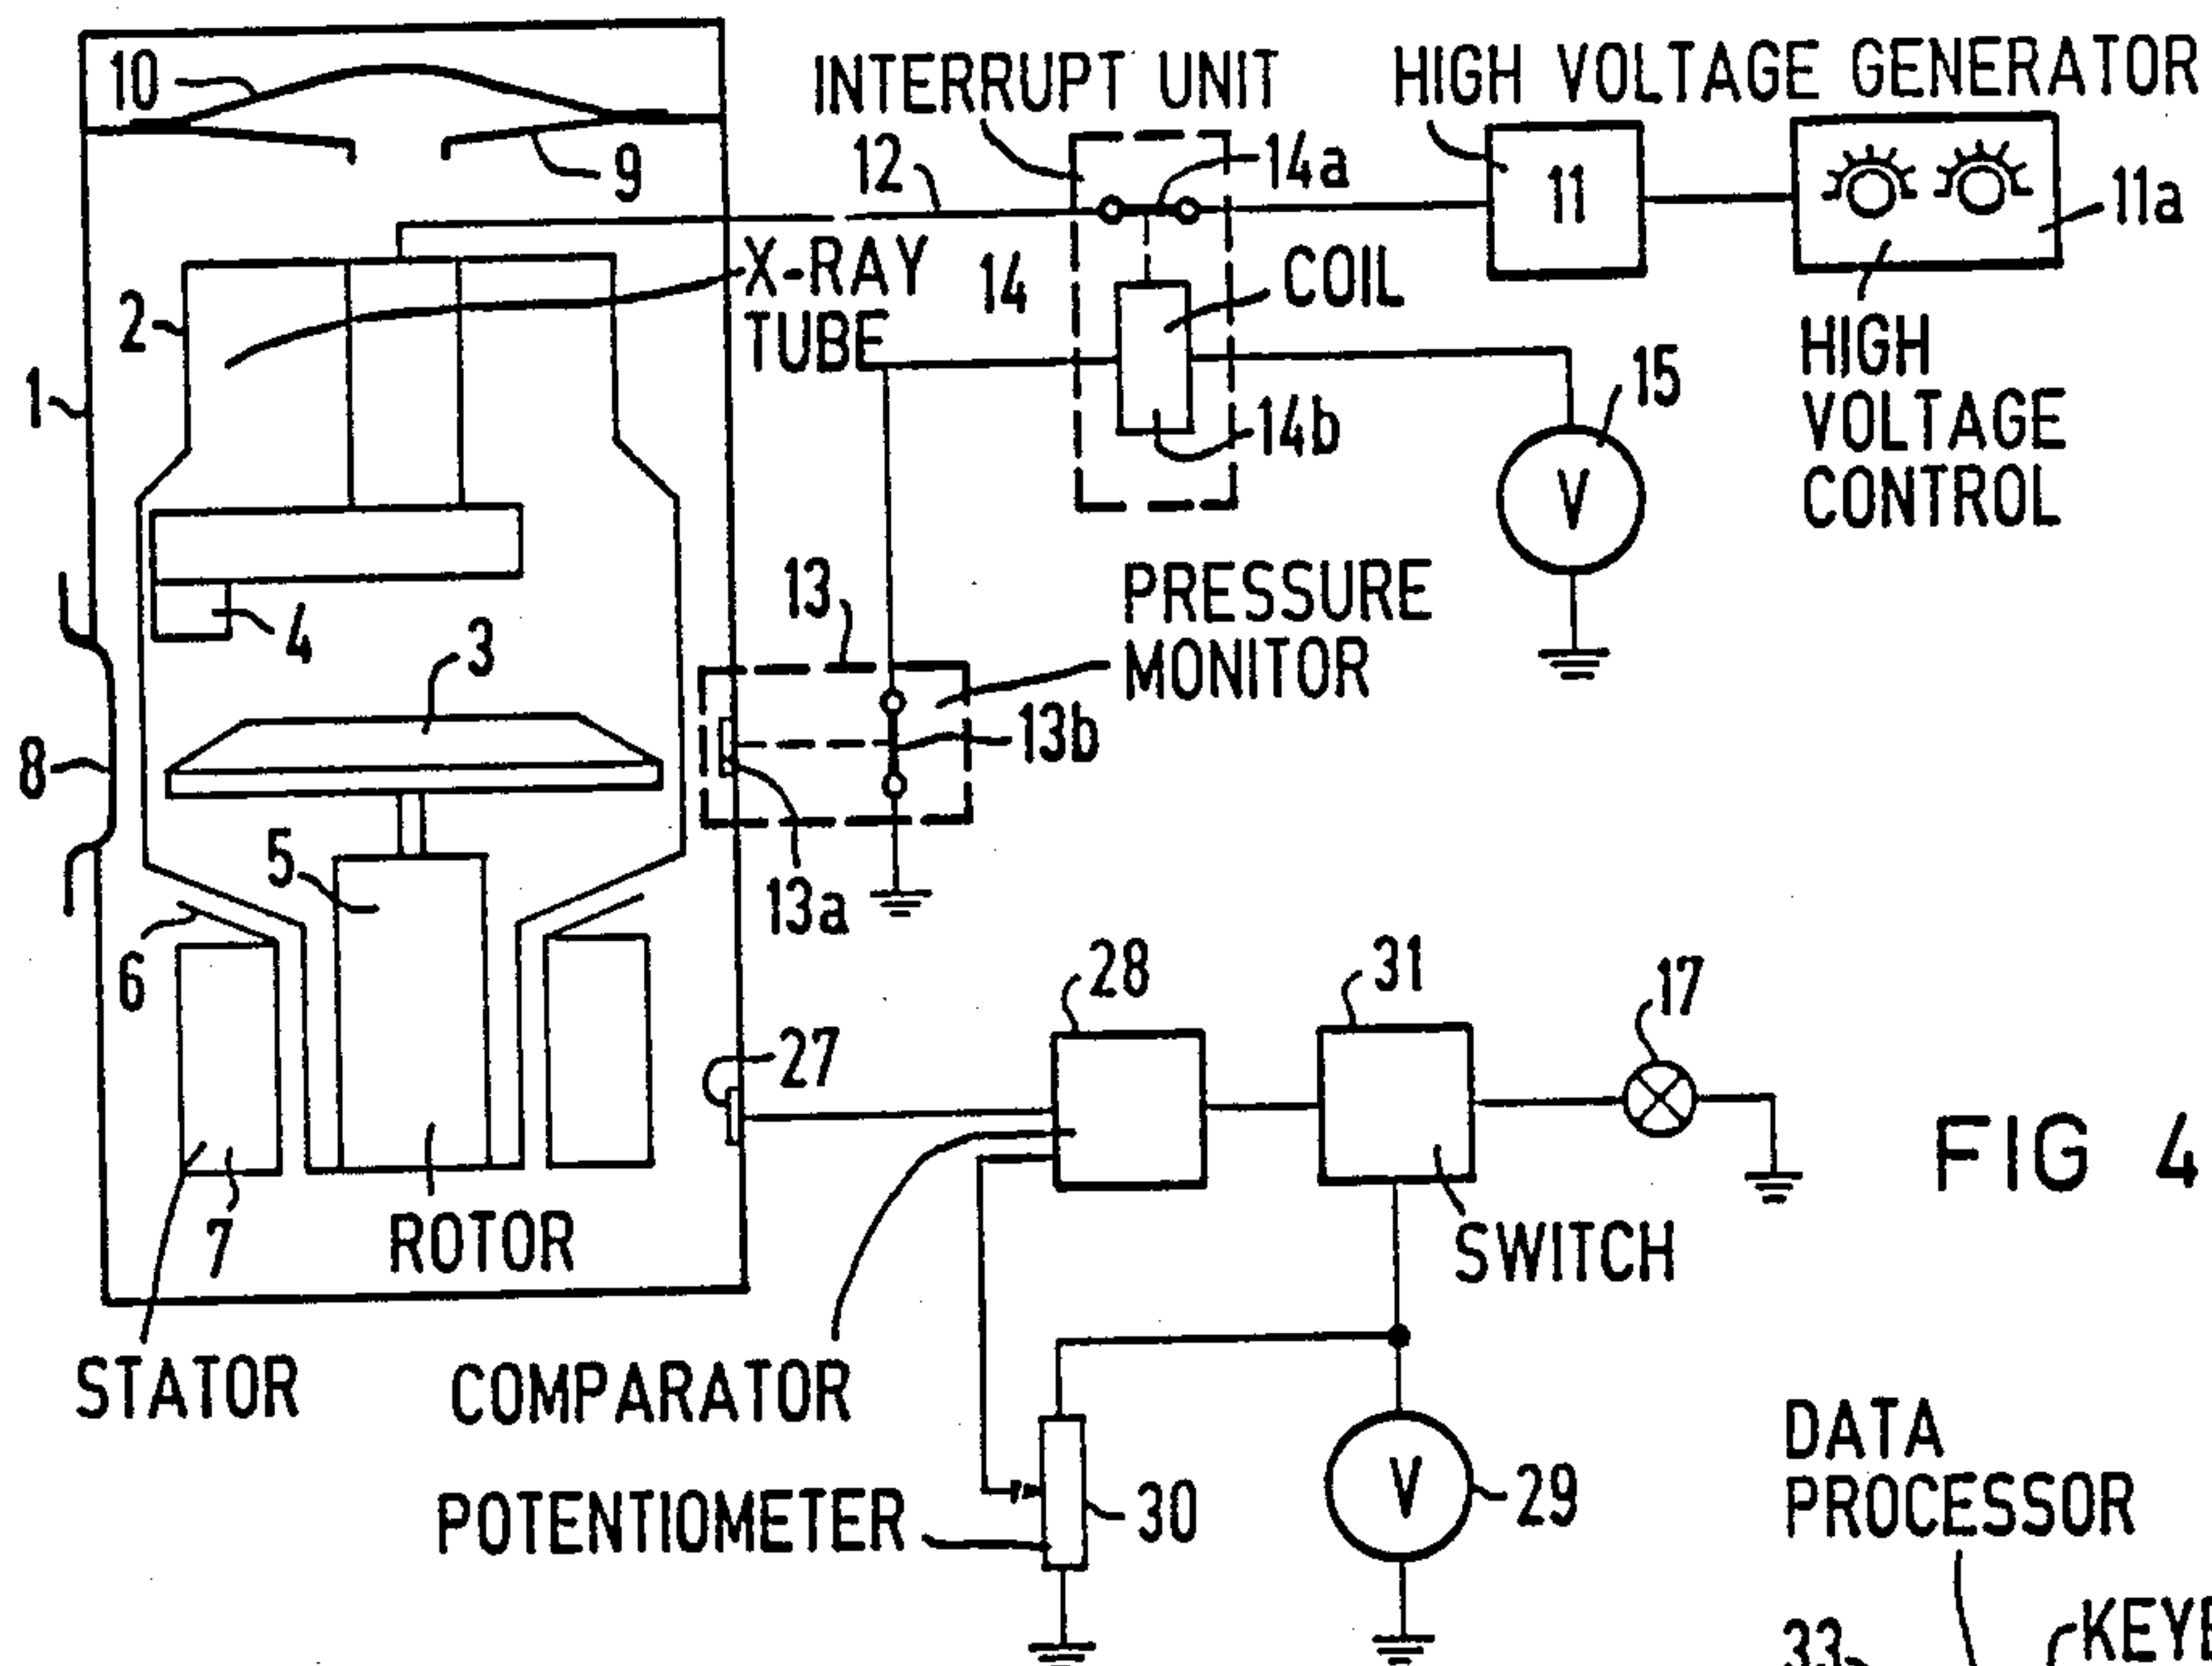 10
9
INTERRUPT UNIT
HIGH VOLTAGE GENERATOR
12
14a
11
11a
2
X-RAY
TUBE
14
COIL
1
14b
15
V
HIGH
VOLTAGE
CONTROL
13
PRESSURE
MONITOR
4
3
13b
8
5
13a
6
28
31
17
27
FIG 4
7
ROTOR
SWITCH
STATOR
COMPARATOR
POTENTIOMETER
30
V
29
DATA
PROCESSOR
33